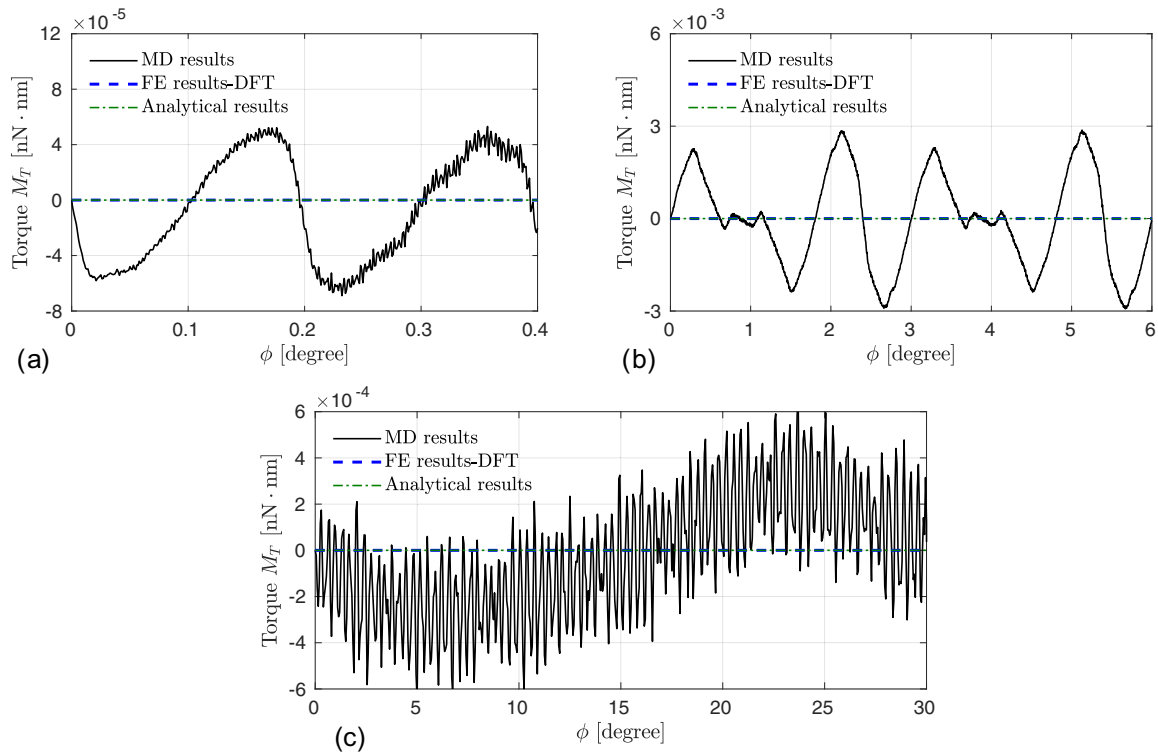 ×10⁻⁵
12
8
4
0
-4
-8
Torque M_T [nN · nm]
MD results
FE results-DFT
Analytical results
0 0.1 0.2 0.3 0.4
ϕ [degree]
(a)
×10⁻³
6
3
0
-3
Torque M_T [nN · nm]
MD results
FE results-DFT
Analytical results
0 1 2 3 4 5 6
ϕ [degree]
(b)
×10⁻⁴
6
4
2
0
-2
-4
-6
Torque M_T [nN · nm]
MD results
FE results-DFT
Analytical results
0 5 10 15 20 25 30
ϕ [degree]
(c)